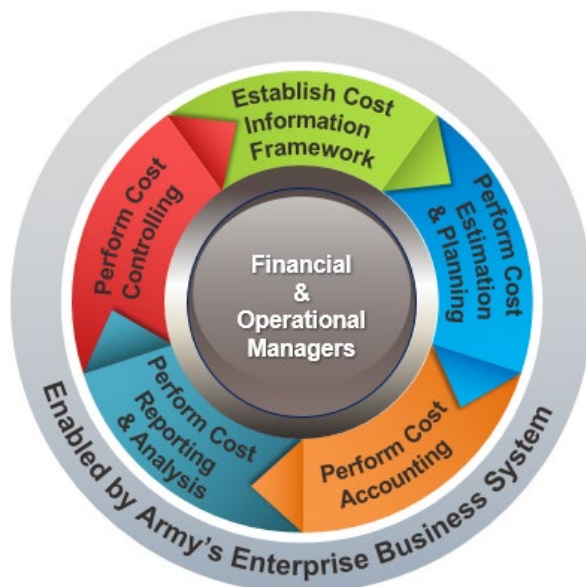 Establish Cost
Information
Framework
Perform Cost
Estimation
& Planning
Perform Cost
Accounting
Perform Cost
Reporting
& Analysis
Perform Cost
Controlling
Financial
&
Operational
Managers
Enabled by Army's Enterprise Business System